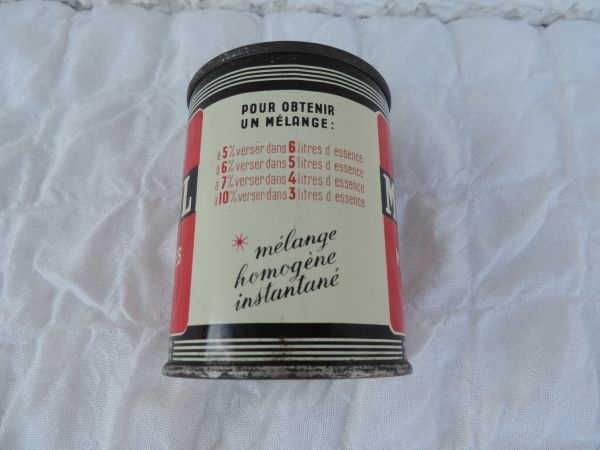 POUR OBTENIR
UN MÉLANGE:
à 5% verser dans 6 litres d'essence
à 6% verser dans 5 litres d'essence
à 7% verser dans 4 litres d'essence
à 10% verser dans 3 litres d'essence
* mélange
homogène
instantané